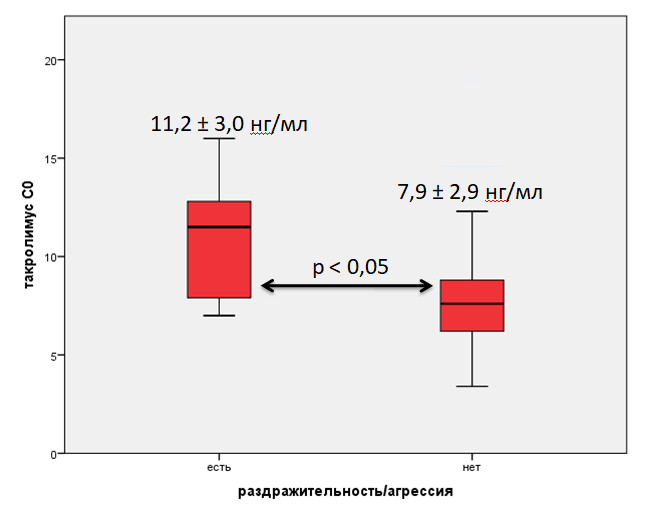 20
11,2 ± 3,0 нг/мл
15
7,9 ± 2,9 нг/мл
такролимус C0
10
p < 0,05
5
0
есть
нет
раздражительность/агрессия